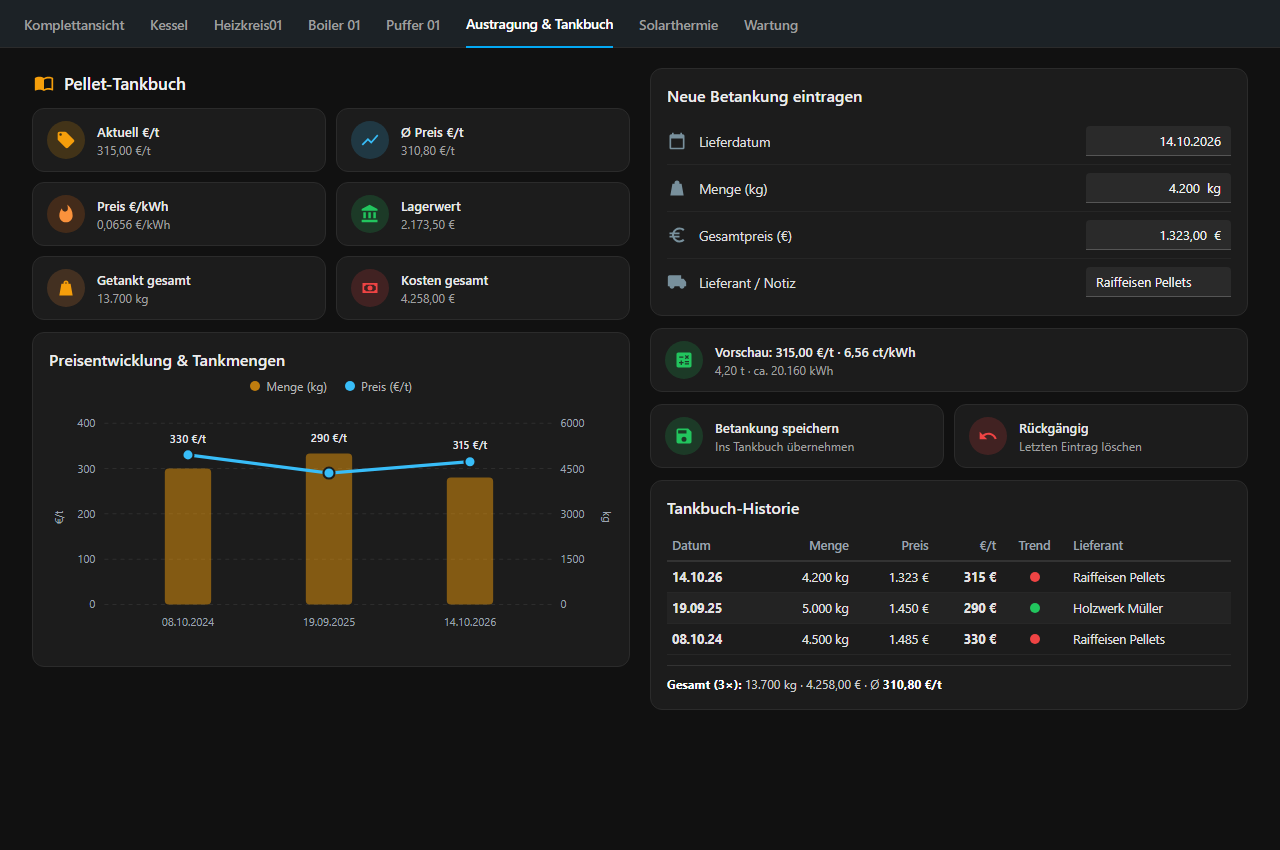 Komplettansicht Kessel Heizkreis01 Boiler 01 Puffer 01 Austragung & Tankbuch Solarthermie Wartung
Pellet-Tankbuch
Aktuell €/t
315,00 €/t
Ø Preis €/t
310,80 €/t
Preis €/kWh
0,0656 €/kWh
Lagerwert
2.173,50 €
Getankt gesamt
13.700 kg
Kosten gesamt
4.258,00 €
Preisentwicklung & Tankmengen
Menge (kg) Preis (€/t)
400 6000
330 €/t 290 €/t 315 €/t
300 4500
€/t 200 3000 kg
100 1500
0 0
08.10.2024 19.09.2025 14.10.2026
Neue Betankung eintragen
Lieferdatum 14.10.2026
Menge (kg) 4.200 kg
Gesamtpreis (€) 1.323,00 €
Lieferant / Notiz Raiffeisen Pellets
Vorschau: 315,00 €/t · 6,56 ct/kWh
4,20 t · ca. 20.160 kWh
Betankung speichern
Ins Tankbuch übernehmen
Rückgängig
Letzten Eintrag löschen
Tankbuch-Historie
Datum Menge Preis €/t Trend Lieferant
14.10.26 4.200 kg 1.323 € 315 € Raiffeisen Pellets
19.09.25 5.000 kg 1.450 € 290 € Holzwerk Müller
08.10.24 4.500 kg 1.485 € 330 € Raiffeisen Pellets
Gesamt (3×): 13.700 kg · 4.258,00 € · Ø 310,80 €/t